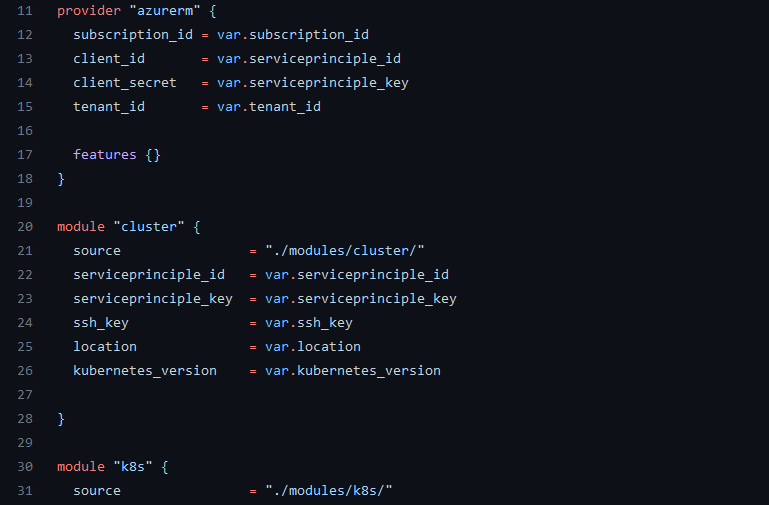 11 provider "azurerm" {
12   subscription_id = var.subscription_id
13   client_id       = var.serviceprinciple_id
14   client_secret   = var.serviceprinciple_key
15   tenant_id       = var.tenant_id
16
17   features {}
18 }
19
20 module "cluster" {
21   source                = "./modules/cluster/"
22   serviceprinciple_id   = var.serviceprinciple_id
23   serviceprinciple_key  = var.serviceprinciple_key
24   ssh_key               = var.ssh_key
25   location              = var.location
26   kubernetes_version    = var.kubernetes_version
27
28 }
29
30 module "k8s" {
31   source                = "./modules/k8s/"